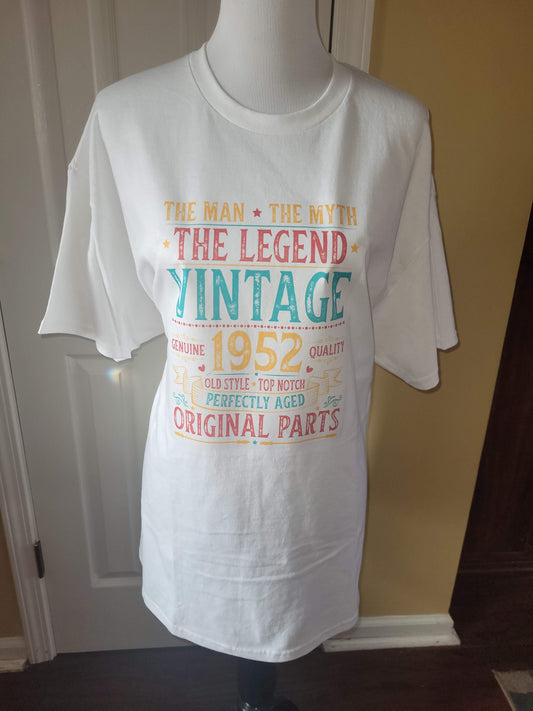 THE MAN ★ THE MYTH
★ THE LEGEND ★
VINTAGE
GENUINE 1952 QUALITY
OLD STYLE • TOP NOTCH
PERFECTLY AGED
ORIGINAL PARTS